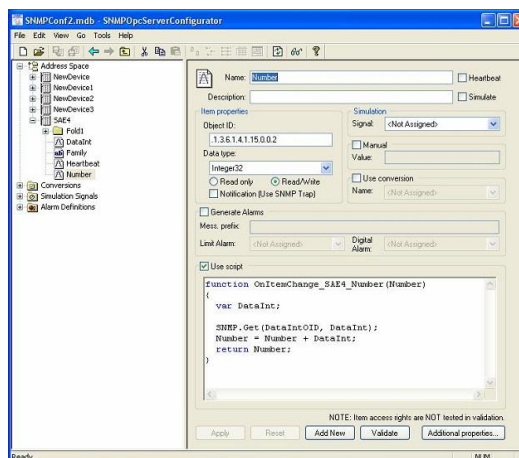 SNMPConf2.mdb - SNMPOpcServerConfigurator
File Edit View Go Tools Help
Address Space
NewDevice
NewDevice1
NewDevice2
NewDevice3
SAE4
Fold1
DataInt
Family
Heartbeat
Number
Conversions
Simulation Signals
Alarm Definitions
Name: Number Heartbeat
Description: Simulate
Item properties
Object ID:
.1.3.6.1.4.1.15.0.0.2
Data type:
Integer32
Read only Read/Write
Notification (Use SNMP Trap)
Simulation
Signal: <Not Assigned>
Manual
Value:
Use conversion
Name: <Not Assigned>
Generate Alarms
Mess. prefix:
Limit Alarm: <Not Assigned> Digital Alarm: <Not Assigned>
Use script
function OnItemChange_SAE4_Number(Number)
{
var DataInt;
SNMP.Get(DataIntOID, DataInt);
Number = Number + DataInt;
return Number;
}
NOTE: Item access rights are NOT tested in validation.
Apply Reset Add New Validate Additional properties...
Ready NUM